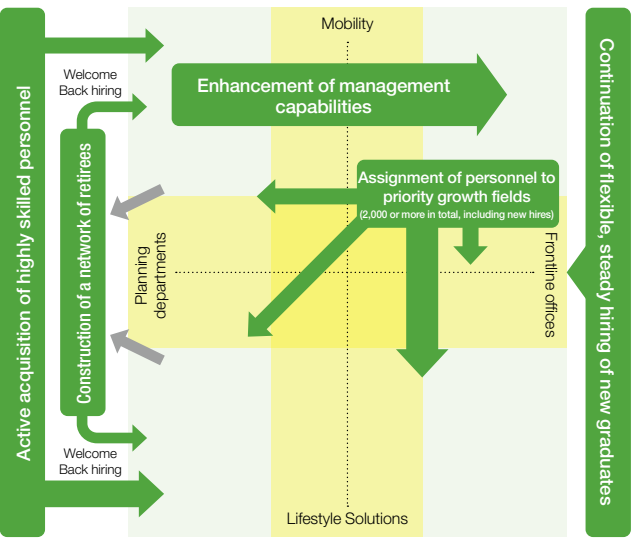 Active acquisition of highly skilled personnel
Welcome
Back hiring
Construction of a network of retirees
Welcome
Back hiring
Mobility
Enhancement of management
capabilities
Assignment of personnel to
priority growth fields
(2,000 or more in total, including new hires)
Planning
departments
Frontline offices
Lifestyle Solutions
Continuation of flexible, steady hiring of new graduates